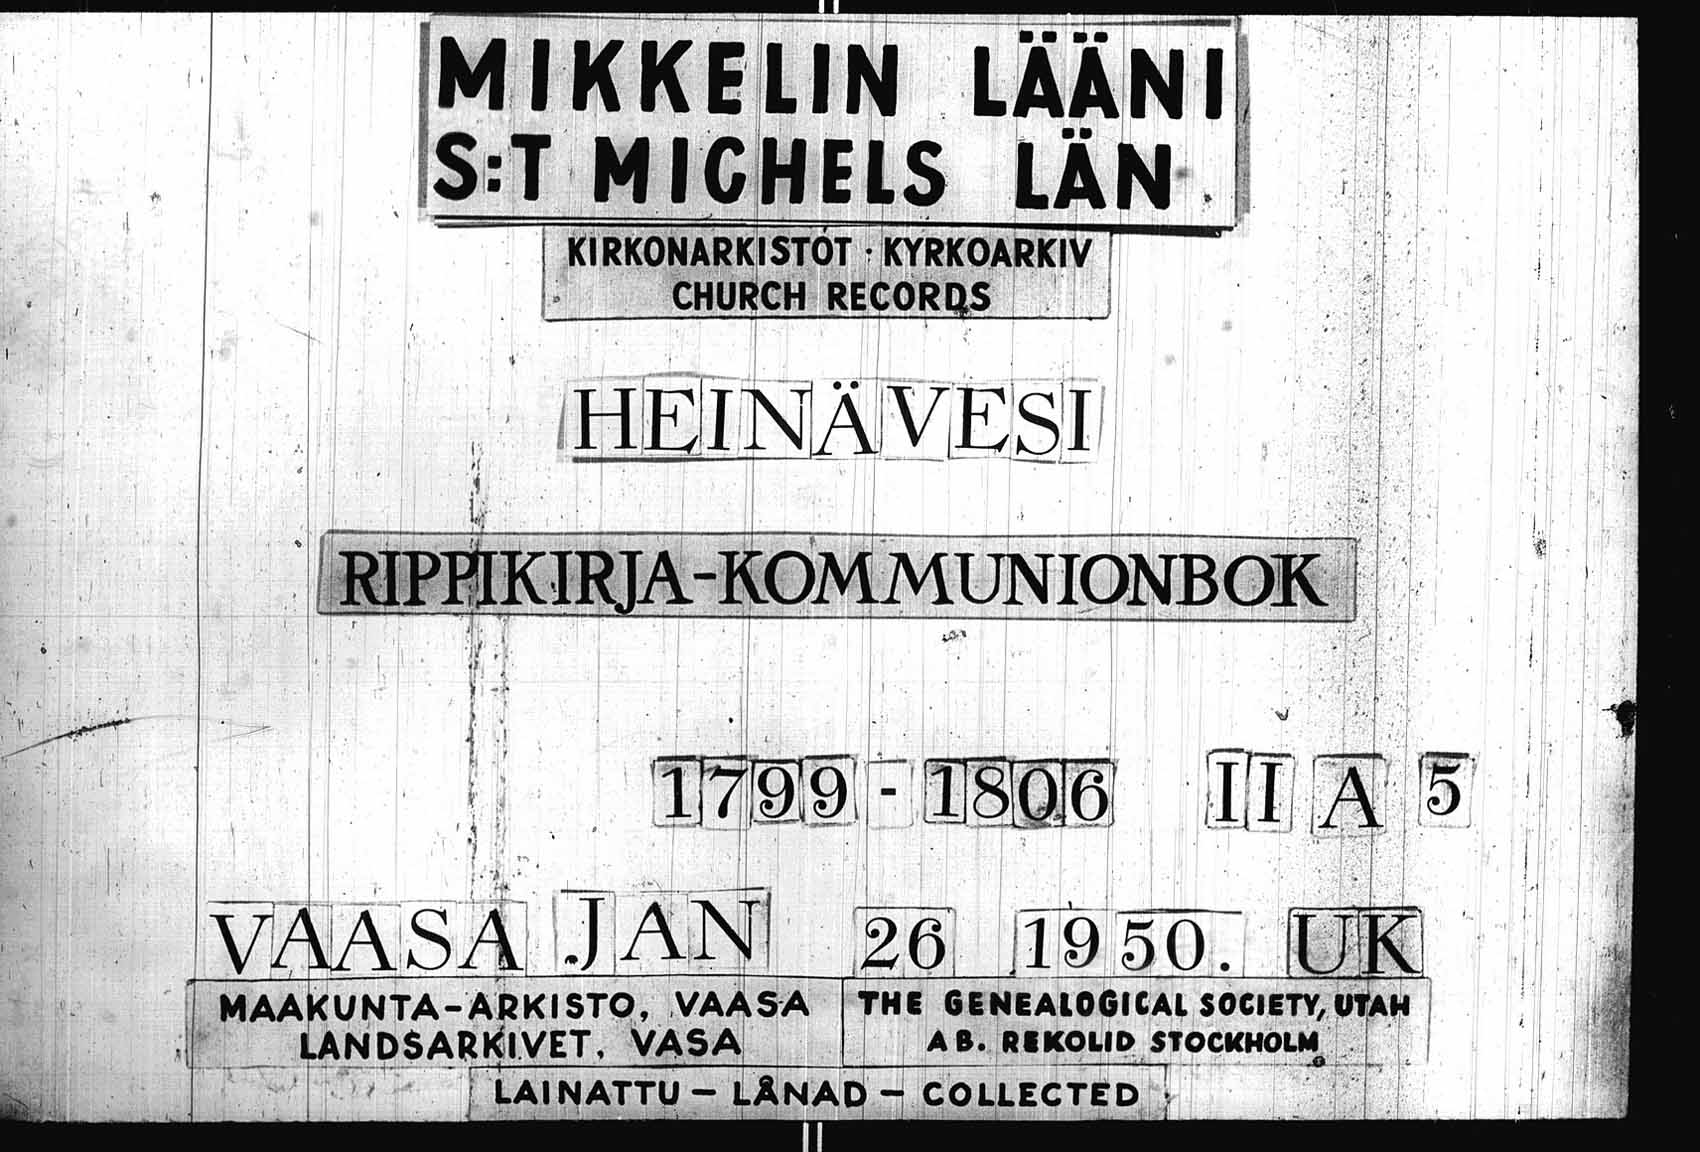 MIKKELIN LÄÄNI
S:T MICHELS LÄN
KIRKONARKISTOT · KYRKOARKIV
CHURCH RECORDS
HEINÄVESI
RIPPIKIRJA-KOMMUNIONBOK
1799 - 1806 II A 5
VAASA JAN 26 1950. UK
MAAKUNTA-ARKISTO, VAASA
LANDSARKIVET, VASA
THE GENEALOGICAL SOCIETY, UTAH
AB. REKOLID STOCKHOLM
LAINATTU – LÅNAD – COLLECTED